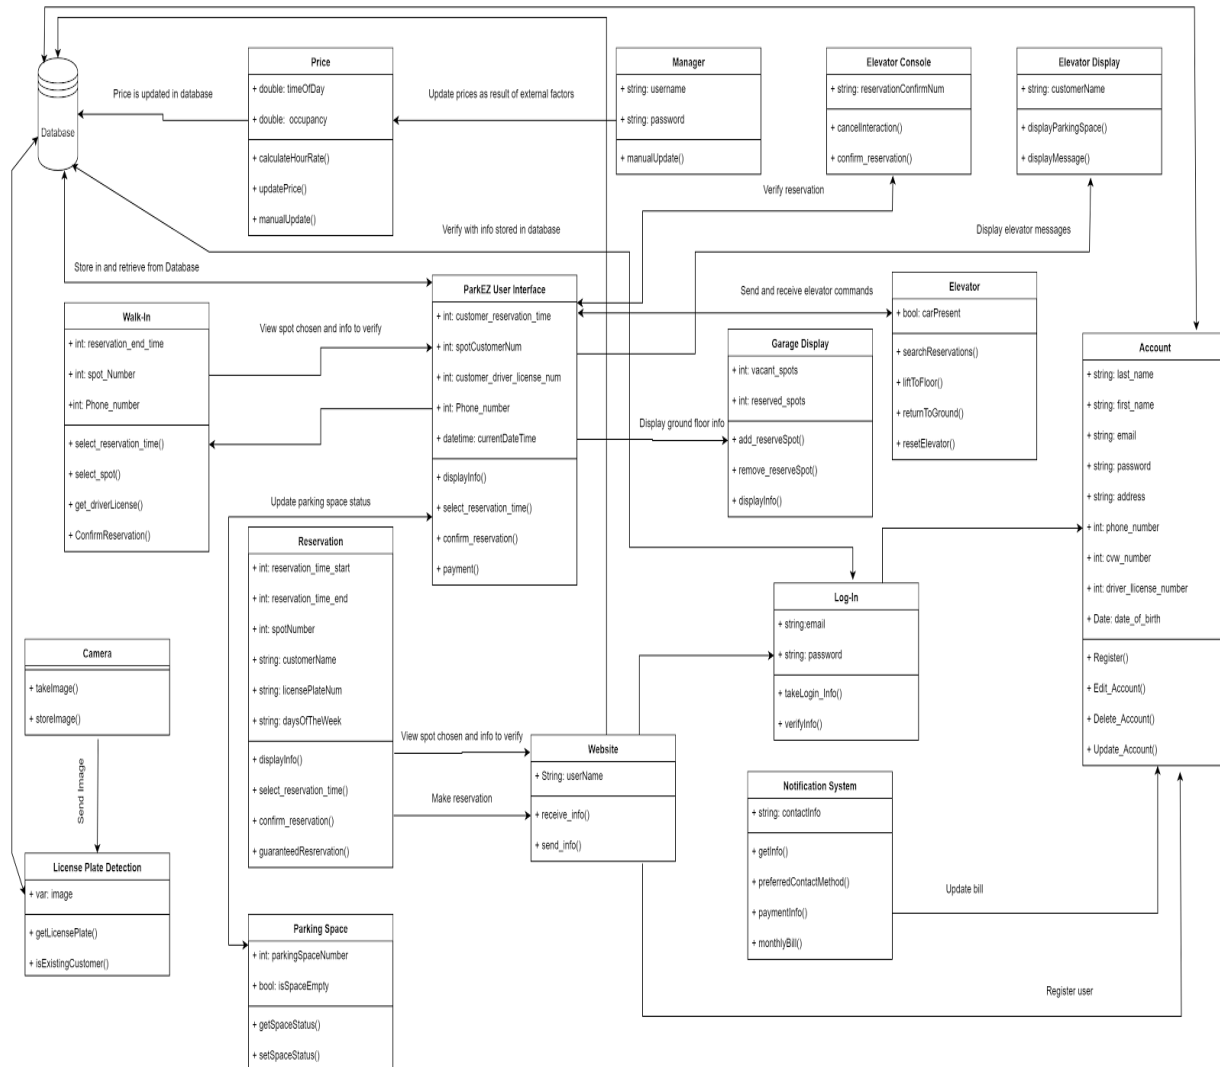 Database
Price is updated in database
Price
+ double: timeOfDay
+ double: occupancy
+ calculateHourRate()
+ updatePrice()
+ manualUpdate()
Update prices as result of external factors
Manager
+ string: username
+ string: password
+ manualUpdate()
Elevator Console
+ string: reservationConfirmNum
+ cancelInteraction()
+ confirm_reservation()
Elevator Display
+ string: customerName
+ displayParkingSpace()
+ displayMessage()
Verify reservation
Verify with info stored in database
Display elevator messages
Store in and retrieve from Database
Walk-In
+ int: reservation_end_time
+ int: spot_Number
+int: Phone_number
+ select_reservation_time()
+ select_spot()
+ get_driverLicense()
+ ConfirmReservation()
View spot chosen and info to verify
ParkEZ User Interface
+ int: customer_reservation_time
+ int: spotCustomerNum
+ int: customer_driver_license_num
+ int: Phone_number
+ datetime: currentDateTime
+ displayInfo()
+ select_reservation_time()
+ confirm_reservation()
+ payment()
Send and receive elevator commands
Elevator
+ bool: carPresent
+ searchReservations()
+ liftToFloor()
+ returnToGround()
+ resetElevator()
Garage Display
+ int: vacant_spots
+ int: reserved_spots
+ add_reserveSpot()
+ remove_reserveSpot()
+ displayInfo()
Display ground floor info
Account
+ string: last_name
+ string: first_name
+ string: email
+ string: password
+ string: address
+ int: phone_number
+ int: cvw_number
+ int: driver_llicense_number
+ Date: date_of_birth
+ Register()
+ Edit_Account()
+ Delete_Account()
+ Update_Account()
Update parking space status
Reservation
+ int: reservation_time_start
+ int: reservation_time_end
+ int: spotNumber
+ string: customerName
+ string: licensePlateNum
+ string: daysOfTheWeek
+ displayInfo()
+ select_reservation_time()
+ confirm_reservation()
+ guaranteedResrervation()
Log-In
+ string:email
+ string: password
+ takeLogin_Info()
+ verifyInfo()
Camera
+ takeImage()
+ storeImage()
Send Image
View spot chosen and info to verify
Make reservation
Website
+ String: userName
+ receive_info()
+ send_info()
Notification System
+ string: contactInfo
+ getInfo()
+ preferredContactMethod()
+ paymentInfo()
+ monthlyBill()
Update bill
License Plate Detection
+ var: image
+ getLicensePlate()
+ isExistingCustomer()
Parking Space
+ int: parkingSpaceNumber
+ bool: isSpaceEmpty
+ getSpaceStatus()
+ setSpaceStatus()
Register user